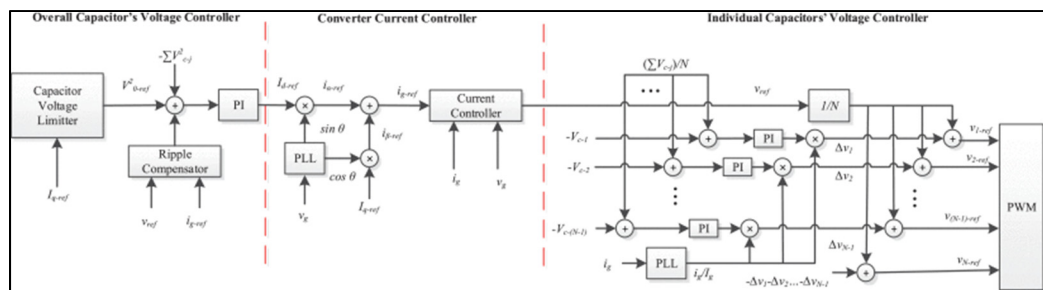 Overall Capacitor's Voltage Controller
Converter Current Controller
Individual Capacitors' Voltage Controller
-ΣV²c-j
(ΣVc-j)/N
Capacitor
Voltage
Limitter
V²0-ref
+
PI
Id-ref
×
iα-ref
+
ig-ref
Current
Controller
vref
1/N
sin θ
iβ-ref
PLL
×
cos θ
Ripple
Compensator
Iq-ref
vref
ig-ref
vg
Iq-ref
ig
vg
-Vc-1
+
PI
×
Δv1
+
v1-ref
-Vc-2
+
PI
×
Δv2
+
v2-ref
-Vc-(N-1)
+
PI
×
+
v(N-1)-ref
ΔvN-1
ig
PLL
ig/Ig
-Δv1-Δv2...-ΔvN-1
+
vN-ref
PWM